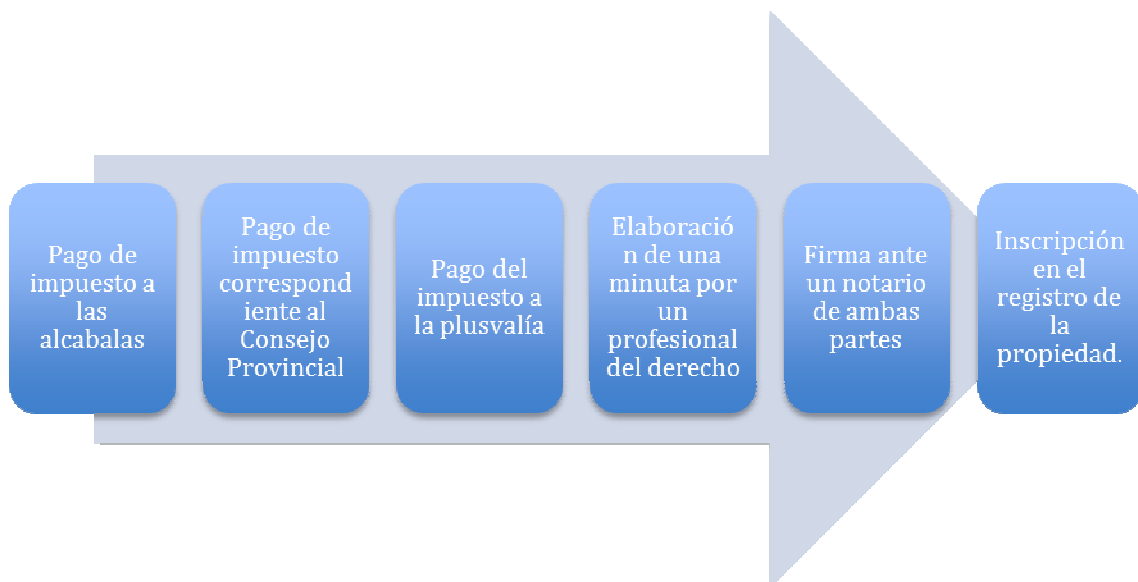 Pago de
impuesto a
las
alcabalas
Pago de
impuesto
correspond
iente al
Consejo
Provincial
Pago del
impuesto a
la plusvalía
Elaboració
n de una
minuta por
un
profesional
del derecho
Firma ante
un notario
de ambas
partes
Inscripción
en el
registro de
la
propiedad.